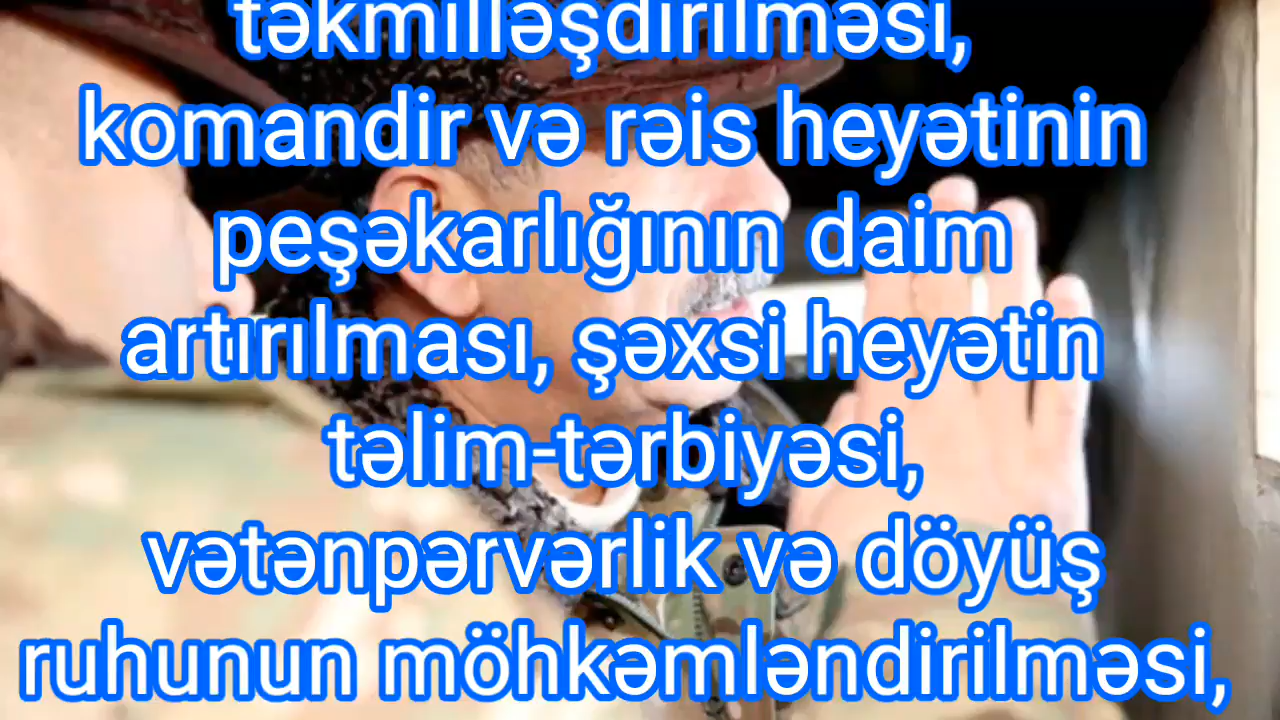 təkmilləşdirilməsi,
komandir və rəis heyətinin
peşəkarlığının daim
artırılması, şəxsi heyətin
təlim-tərbiyəsi,
vətənpərvərlik və döyüş
ruhunun möhkəmləndirilməsi,